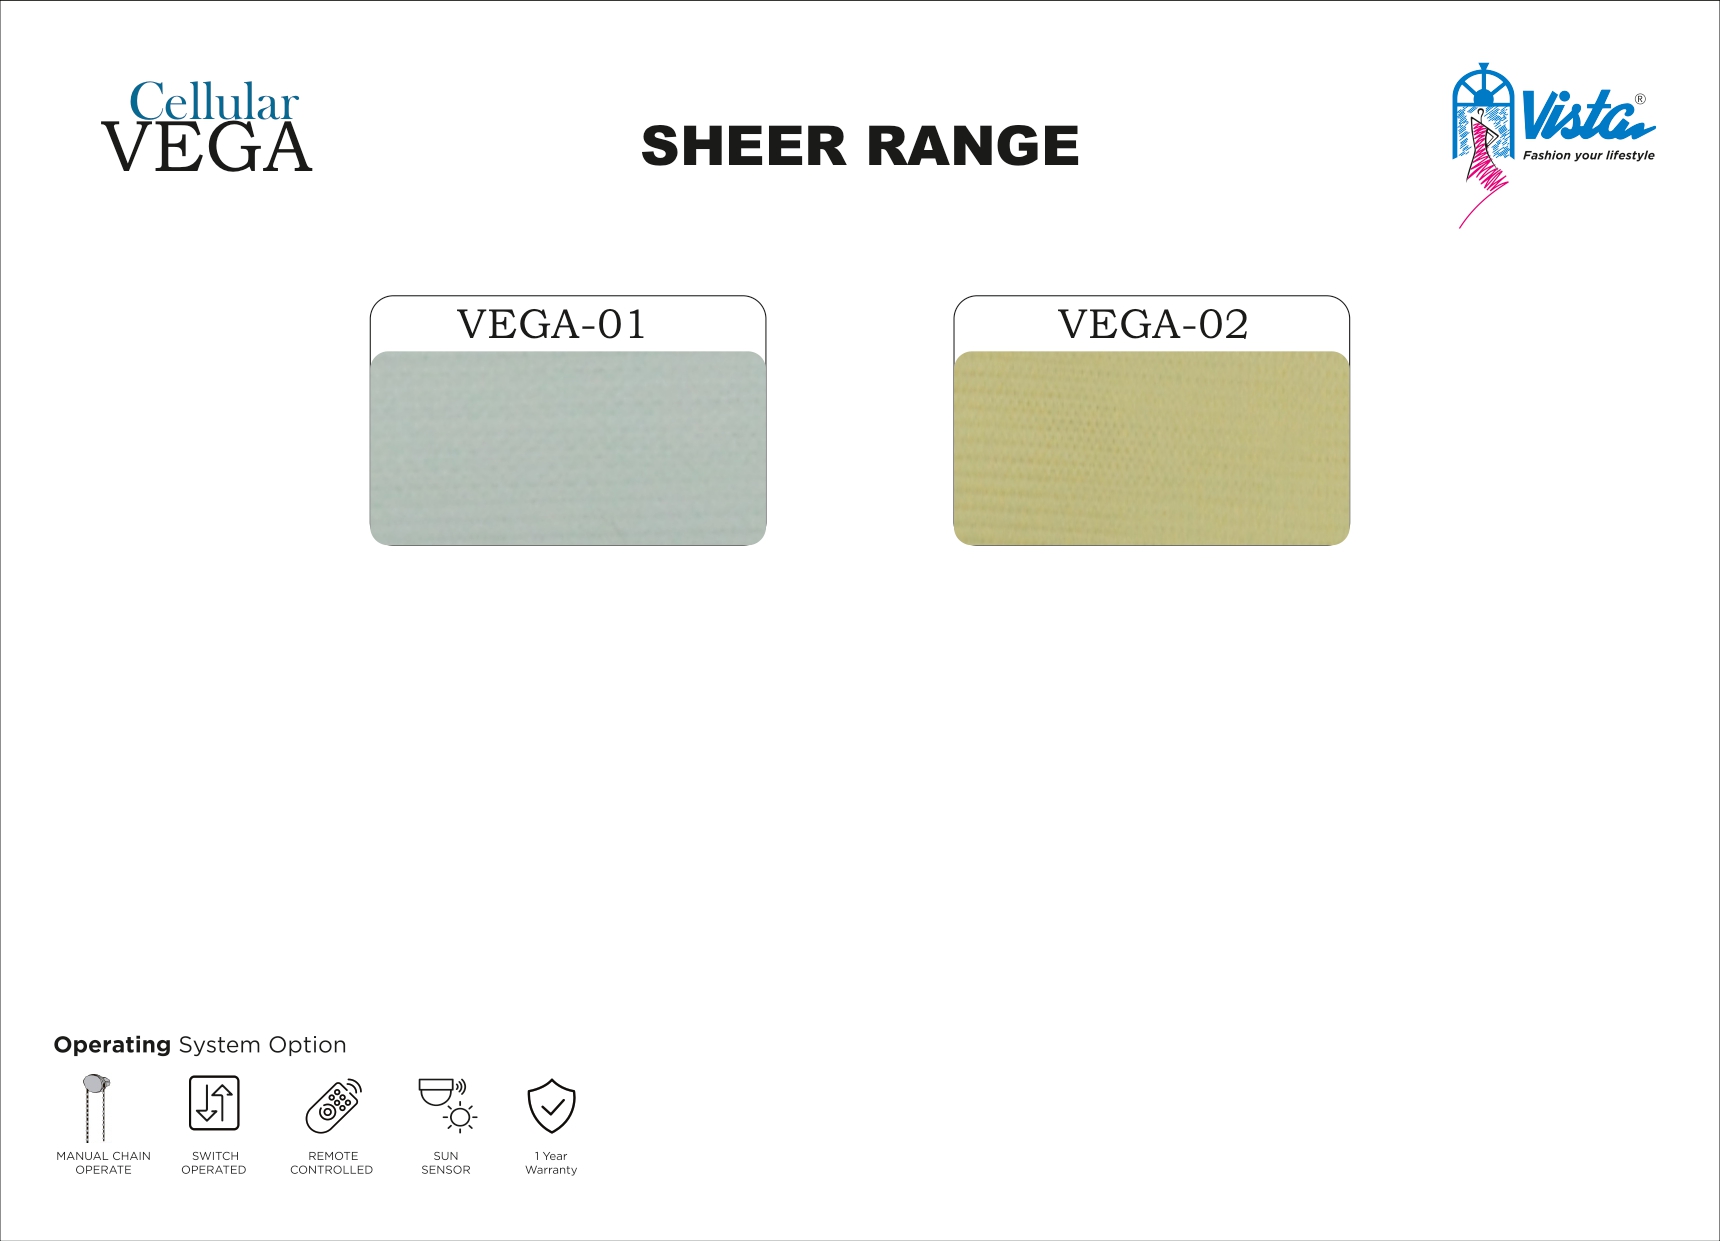 Cellular
VEGA
SHEER RANGE
Vista®
Fashion your lifestyle
VEGA-01
VEGA-02
Operating System Option
MANUAL CHAIN
OPERATE
SWITCH
OPERATED
REMOTE
CONTROLLED
SUN
SENSOR
1 Year
Warranty